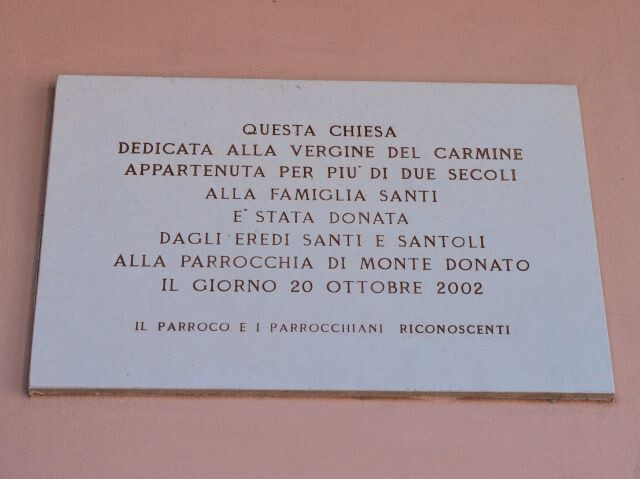 QUESTA CHIESA
DEDICATA ALLA VERGINE DEL CARMINE
APPARTENUTA PER PIU' DI DUE SECOLI
ALLA FAMIGLIA SANTI
E' STATA DONATA
DAGLI EREDI SANTI E SANTOLI
ALLA PARROCCHIA DI MONTE DONATO
IL GIORNO 20 OTTOBRE 2002
IL PARROCO E I PARROCCHIANI RICONOSCENTI